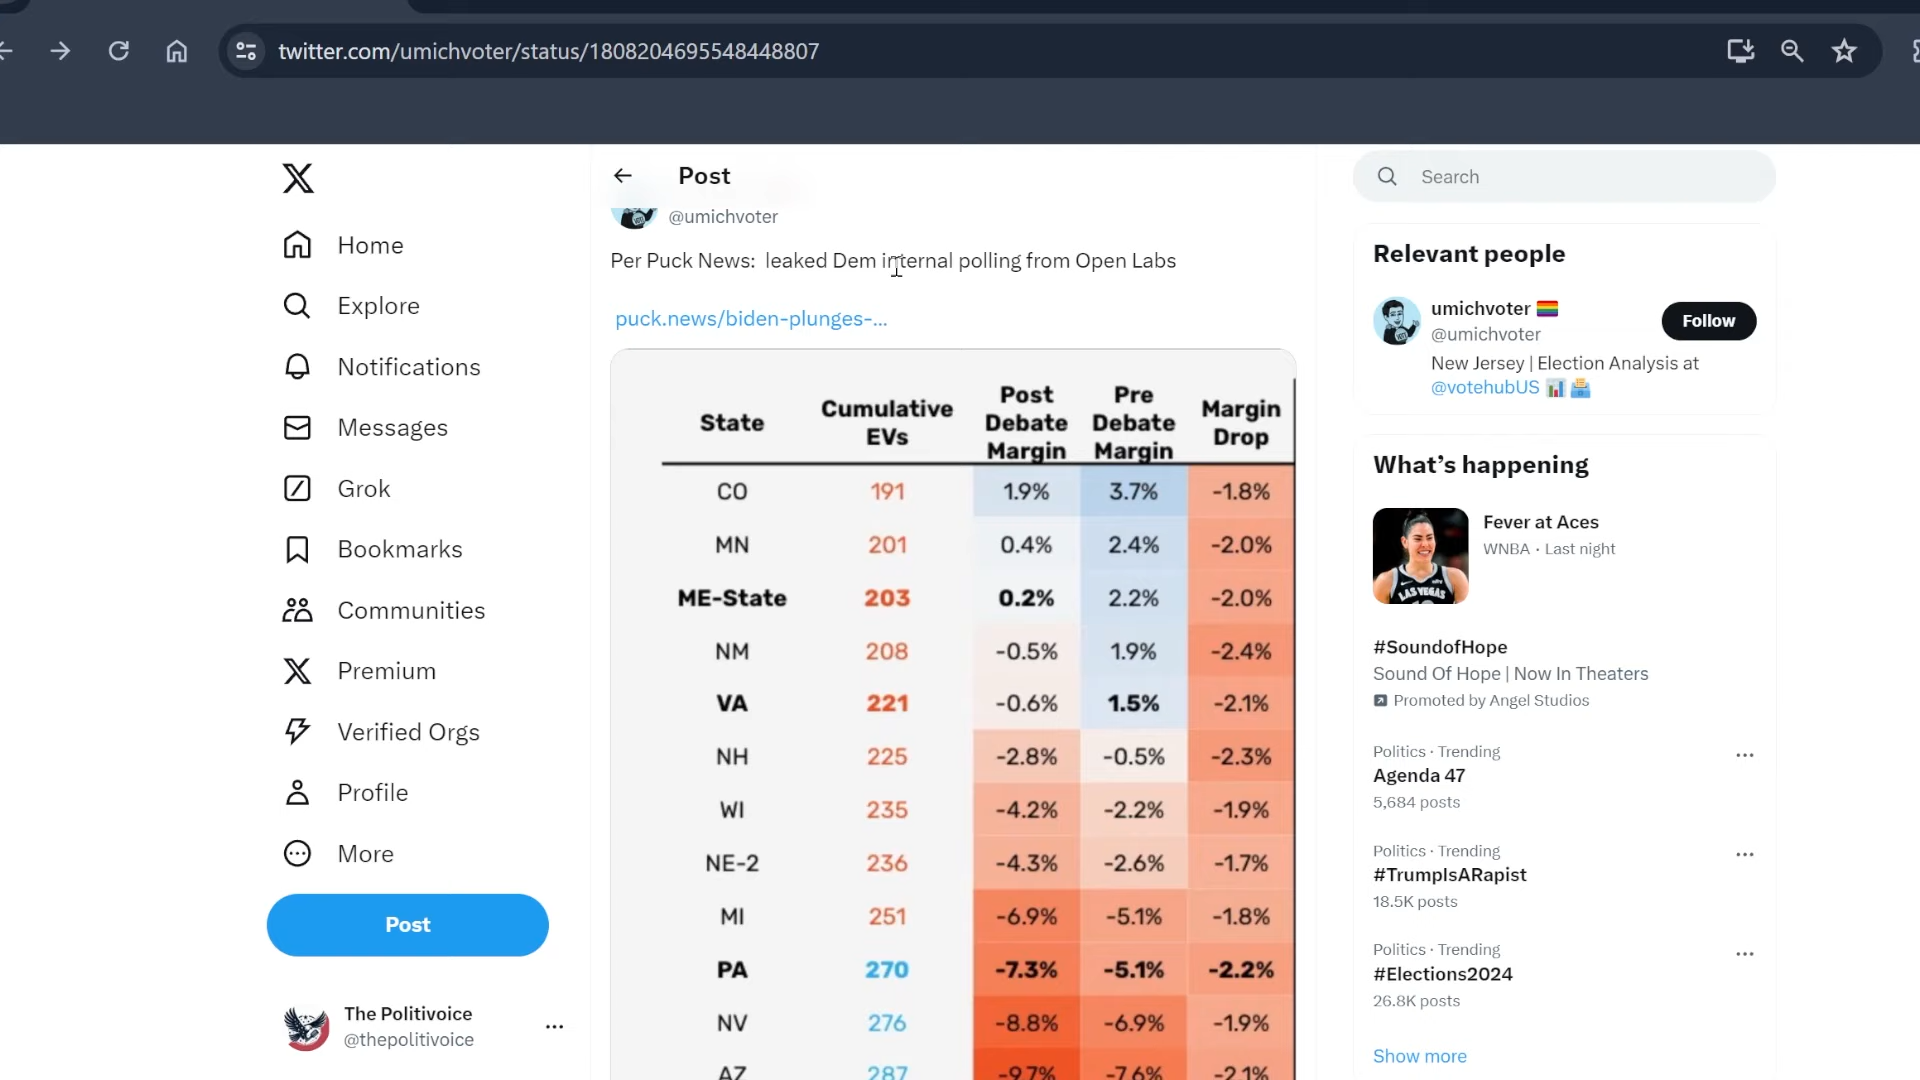 twitter.com/umichvoter/status/1808204695548448807
Home
Explore
Notifications
Messages
Grok
Bookmarks
Communities
Premium
Verified Orgs
Profile
More
Post
The Politivoice
@thepolitivoice
Post
@umichvoter
Per Puck News: leaked Dem internal polling from Open Labs
puck.news/biden-plunges-...
State Cumulative EVs Post Debate Margin Pre Debate Margin Margin Drop
CO 191 1.9% 3.7% -1.8%
MN 201 0.4% 2.4% -2.0%
ME-State 203 0.2% 2.2% -2.0%
NM 208 -0.5% 1.9% -2.4%
VA 221 -0.6% 1.5% -2.1%
NH 225 -2.8% -0.5% -2.3%
WI 235 -4.2% -2.2% -1.9%
NE-2 236 -4.3% -2.6% -1.7%
MI 251 -6.9% -5.1% -1.8%
PA 270 -7.3% -5.1% -2.2%
NV 276 -8.8% -6.9% -1.9%
AZ 287 -9.7% -7.6% -2.1%
Search
Relevant people
umichvoter
@umichvoter
Follow
New Jersey | Election Analysis at
@votehubUS
What's happening
Fever at Aces
WNBA · Last night
LAS VEGAS
#SoundofHope
Sound Of Hope | Now In Theaters
Promoted by Angel Studios
Politics · Trending
Agenda 47
5,684 posts
Politics · Trending
#TrumpIsARapist
18.5K posts
Politics · Trending
#Elections2024
26.8K posts
Show more